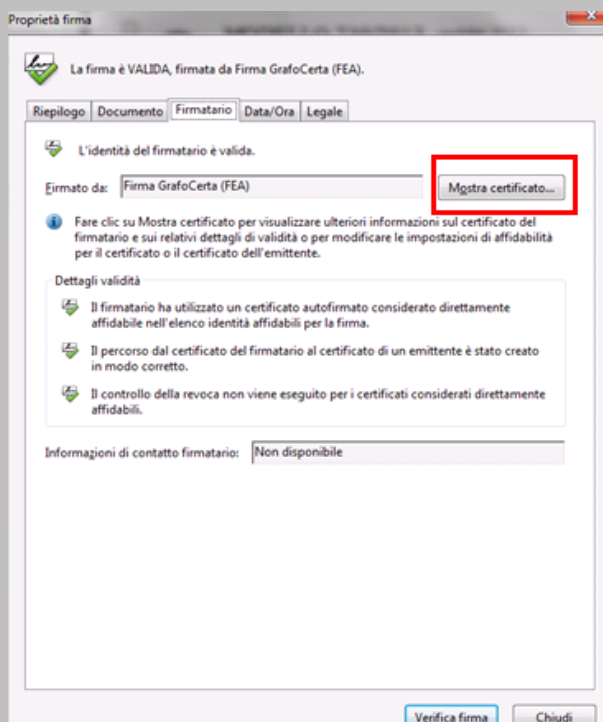 Proprietà firma
La firma è VALIDA, firmata da Firma GrafoCerta (FEA).
Riepilogo Documento Firmatario Data/Ora Legale
L'identità del firmatario è valida.
Firmato da: Firma GrafoCerta (FEA) Mostra certificato...
Fare clic su Mostra certificato per visualizzare ulteriori informazioni sul certificato del
firmatario e sui relativi dettagli di validità o per modificare le impostazioni di affidabilità
per il certificato o il certificato dell'emittente.
Dettagli validità
Il firmatario ha utilizzato un certificato autofirmato considerato direttamente
affidabile nell'elenco identità affidabili per la firma.
Il percorso dal certificato del firmatario al certificato di un emittente è stato creato
in modo corretto.
Il controllo della revoca non viene eseguito per i certificati considerati direttamente
affidabili.
Informazioni di contatto firmatario: Non disponibile
Verifica firma Chiudi